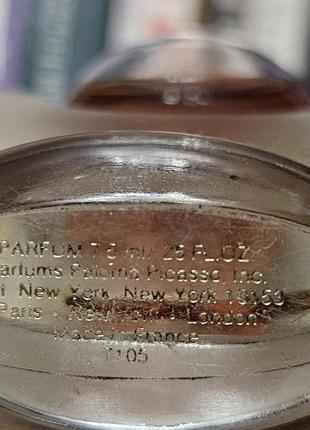 PARFUM 7.5 ml/.25 FL.OZ.
Parfums Paloma Picasso, Inc.
New York, New York 10153
Paris · New York · London
Made in France
7105